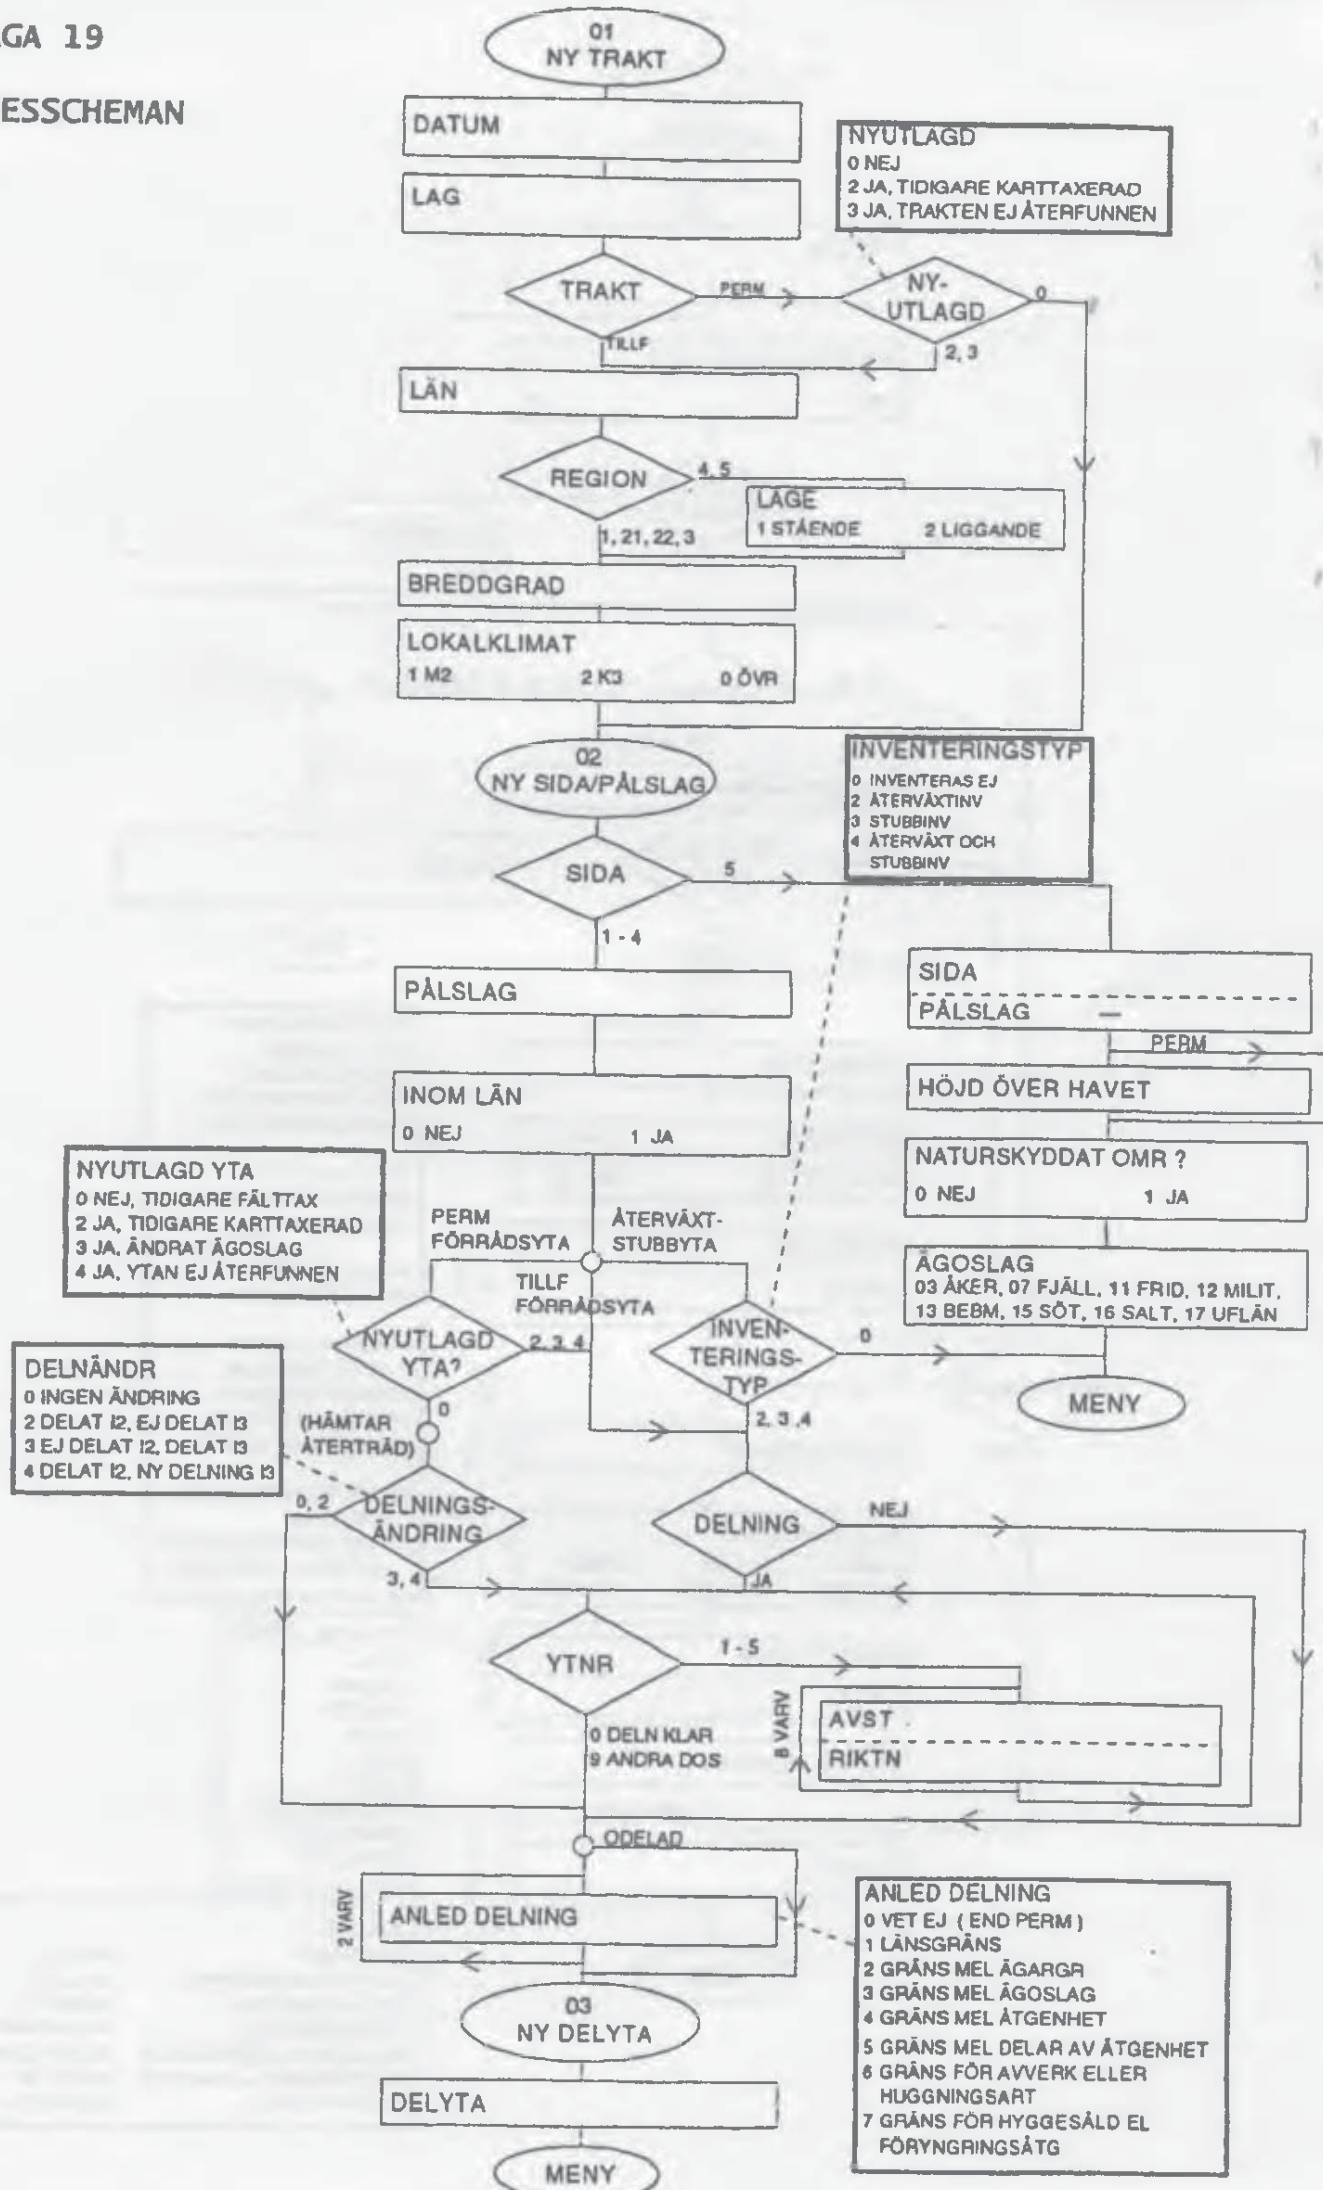 GA 19
ESSCHEMAN
01
NY TRAKT
DATUM
LAG
NYUTLAGD
0 NEJ
2 JA, TIDIGARE KARTTAXERAD
3 JA, TRAKTEN EJ ÅTERFUNNEN
TRAKT
PERM
NY-
UTLAGD
0
TILLF
2, 3
LÄN
REGION
4, 5
LÄGE
1 STÅENDE 2 LIGGANDE
1, 21, 22, 3
BREDDGRAD
LOKALKLIMAT
1 M2 2 K3 0 ÖVR
02
NY SIDA/PÅLSLAG
INVENTERINGSTYP
0 INVENTERAS EJ
2 ÅTERVÄXTINV
3 STUBBINV
4 ÅTERVÄXT OCH
STUBBINV
SIDA
5
1 - 4
PÅLSLAG
SIDA
PÅLSLAG —
PERM
HÖJD ÖVER HAVET
INOM LÄN
0 NEJ 1 JA
NATURSKYDDAT OMR ?
0 NEJ 1 JA
NYUTLAGD YTA
0 NEJ, TIDIGARE FÄLTTAX
2 JA, TIDIGARE KARTTAXERAD
3 JA, ÄNDRAT ÄGOSLAG
4 JA, YTAN EJ ÅTERFUNNEN
PERM
FÖRRÅDSYTA
ÅTERVÄXT-
STUBBYTA
TILLF
FÖRRÅDSYTA
ÄGOSLAG
03 ÅKER, 07 FJÄLL, 11 FRID, 12 MILIT,
13 BEBM, 15 SÖT, 16 SALT, 17 UFLÄN
NYUTLAGD
YTA?
2, 3, 4
INVEN-
TERINGS-
TYP
0
MENY
DELNÄNDR
0 INGEN ÄNDRING
2 DELAT I2, EJ DELAT I3
3 EJ DELAT I2, DELAT I3
4 DELAT I2, NY DELNING I3
0
(HÄMTAR
ÅTERTRÄD)
2, 3, 4
0, 2
DELNINGS-
ÄNDRING
DELNING
NEJ
3, 4
JA
YTNR
1 - 5
8 VARV
AVST
RIKTN
0 DELN KLAR
9 ANDRA DOS
ODELAD
2 VARV
ANLED DELNING
ANLED DELNING
0 VET EJ ( END PERM )
1 LÄNSGRÄNS
2 GRÄNS MEL ÄGARGR
3 GRÄNS MEL ÄGOSLAG
4 GRÄNS MEL ÅTGENHET
5 GRÄNS MEL DELAR AV ÅTGENHET
6 GRÄNS FÖR AVVERK ELLER
HUGGNINGSART
7 GRÄNS FÖR HYGGESÅLD EL
FÖRYNGRINGSÅTG
03
NY DELYTA
DELYTA
MENY